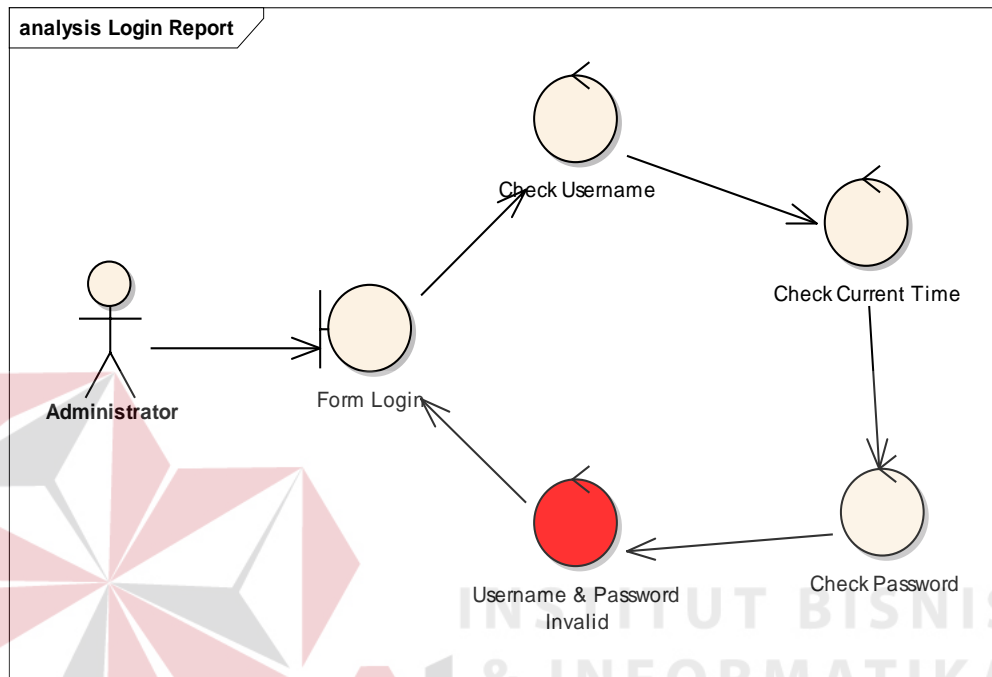 analysis Login Report
Check Username
Check Current Time
Form Login
Administrator
Check Password
Username & Password
Invalid
INSTITUT BISNIS
& INFORMATIKA